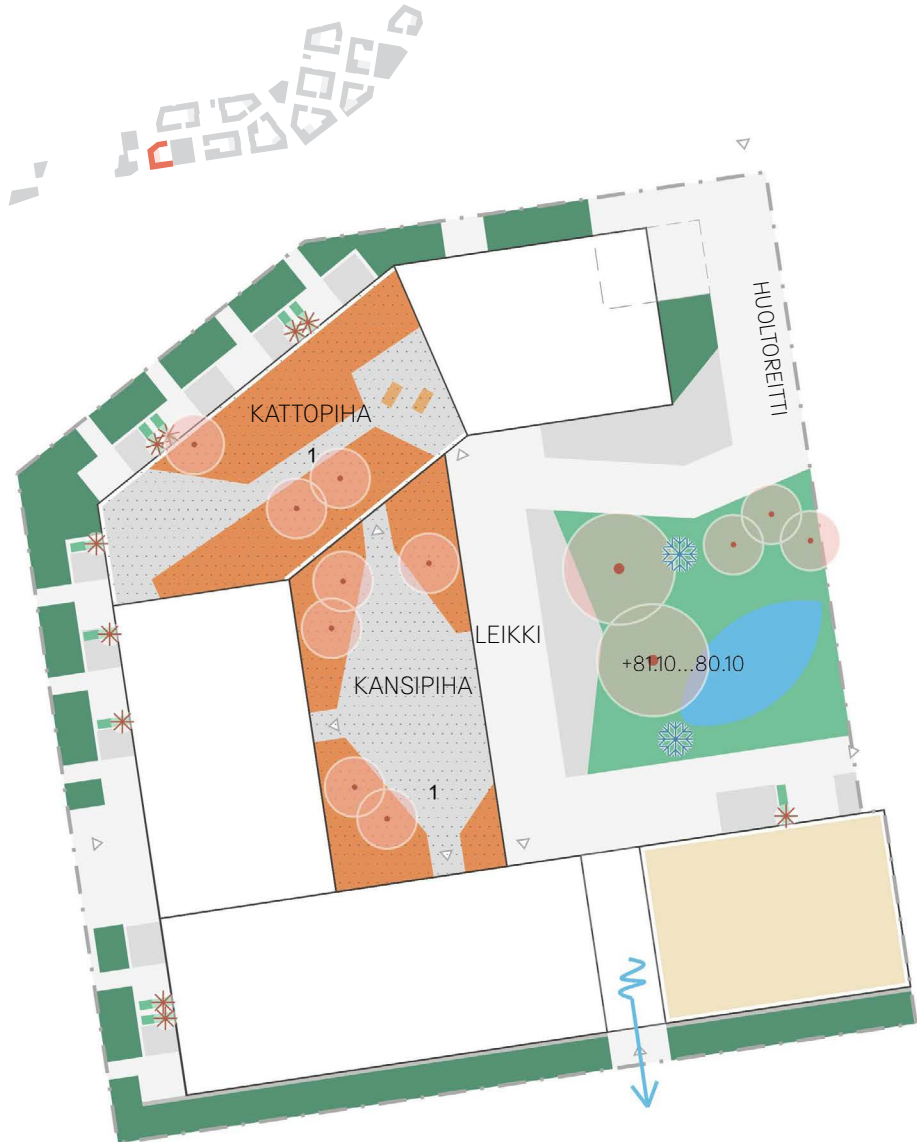 HUOLTOREITTI
KATTOPIHA
1
LEIKKI
+81.10...80.10
KANSIPIHA
1